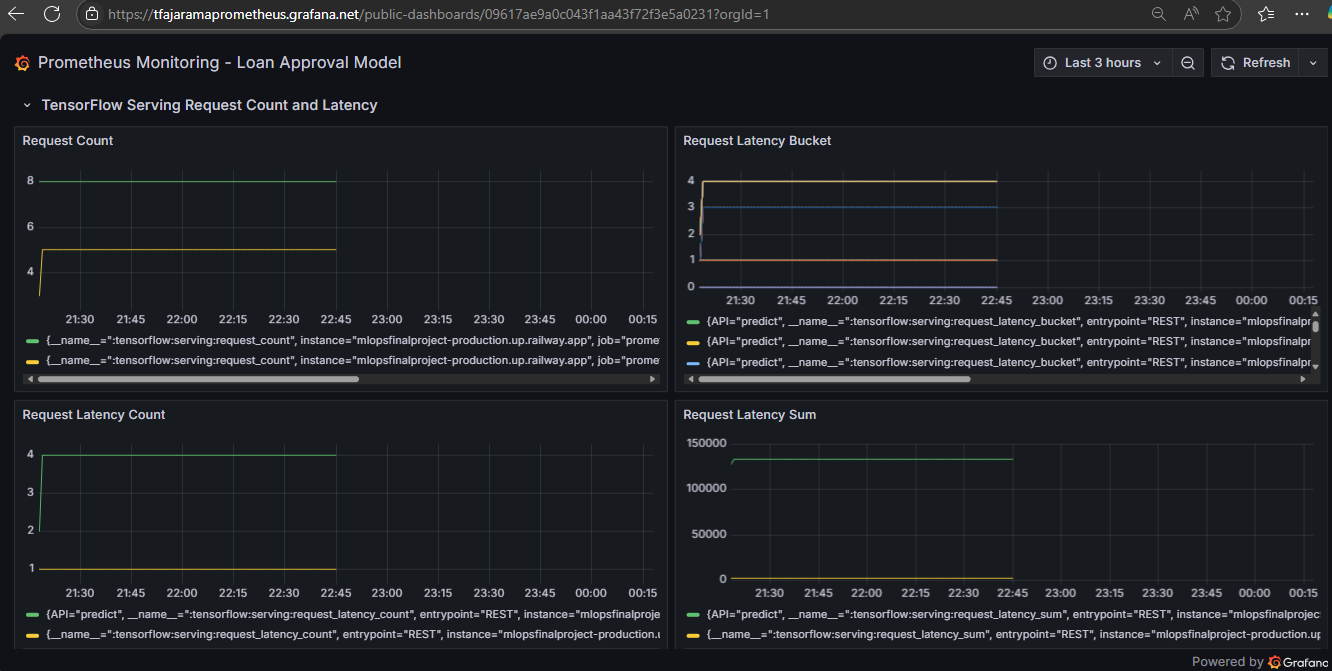 https://tfajaramaprometheus.grafana.net/public-dashboards/09617ae9a0c043f1aa43f72f3e5a0231?orgId=1
Prometheus Monitoring - Loan Approval Model
Last 3 hours
Refresh
TensorFlow Serving Request Count and Latency
Request Count
8
6
4
21:30 21:45 22:00 22:15 22:30 22:45 23:00 23:15 23:30 23:45 00:00 00:15
{__name__=":tensorflow:serving:request_count", instance="mlopsfinalproject-production.up.railway.app", job="prome
{__name__=":tensorflow:serving:request_count", instance="mlopsfinalproject-production.up.railway.app", job="prome
Request Latency Bucket
4
3
2
1
0
21:30 21:45 22:00 22:15 22:30 22:45 23:00 23:15 23:30 23:45 00:00 00:15
{API="predict", __name__=":tensorflow:serving:request_latency_bucket", entrypoint="REST", instance="mlopsfinalpr
{API="predict", __name__=":tensorflow:serving:request_latency_bucket", entrypoint="REST", instance="mlopsfinalpr
{API="predict", __name__=":tensorflow:serving:request_latency_bucket", entrypoint="REST", instance="mlopsfinalpr
Request Latency Count
4
3
2
1
21:30 21:45 22:00 22:15 22:30 22:45 23:00 23:15 23:30 23:45 00:00 00:15
{API="predict", __name__=":tensorflow:serving:request_latency_count", entrypoint="REST", instance="mlopsfinalproje
{__name__=":tensorflow:serving:request_latency_count", entrypoint="REST", instance="mlopsfinalproject-production.u
Request Latency Sum
150000
100000
50000
0
21:30 21:45 22:00 22:15 22:30 22:45 23:00 23:15 23:30 23:45 00:00 00:15
{API="predict", __name__=":tensorflow:serving:request_latency_sum", entrypoint="REST", instance="mlopsfinalprojec
{__name__=":tensorflow:serving:request_latency_sum", entrypoint="REST", instance="mlopsfinalproject-production.up
Powered by Grafana